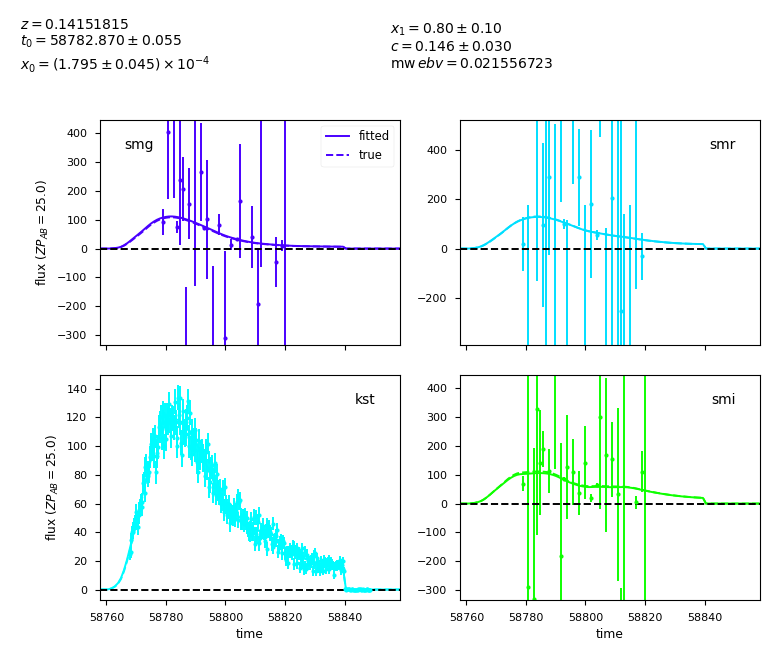 z = 0.14151815
t₀ = 58782.870 ± 0.055
x₀ = (1.795 ± 0.045) × 10⁻⁴
x₁ = 0.80 ± 0.10
c = 0.146 ± 0.030
mw ebv = 0.021556723
smg
fitted
true
400
300
200
100
0
−100
−200
−300
flux (ZP_AB = 25.0)
smr
400
200
0
−200
kst
140
120
100
80
60
40
20
0
flux (ZP_AB = 25.0)
58760 58780 58800 58820 58840
time
smi
400
300
200
100
0
−100
−200
−300
58760 58780 58800 58820 58840
time